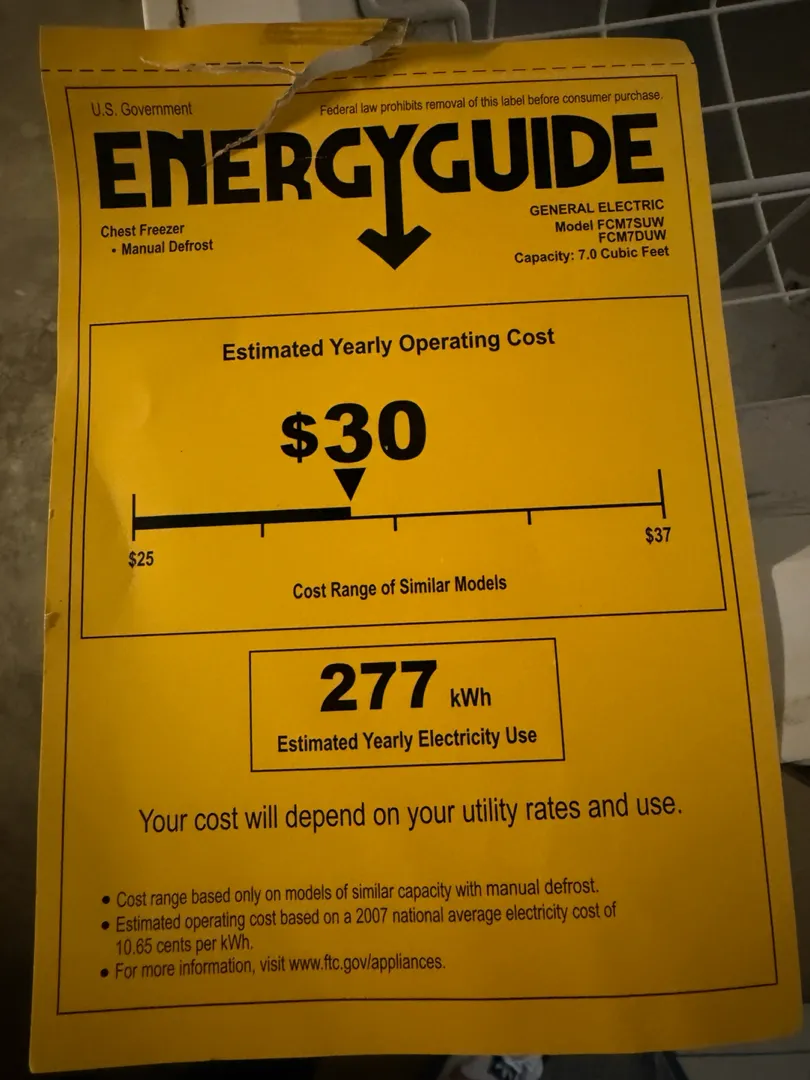 U.S. Government
Federal law prohibits removal of this label before consumer purchase.
ENERGYGUIDE
Chest Freezer
• Manual Defrost
GENERAL ELECTRIC
Model FCM7SUW
FCM7DUW
Capacity: 7.0 Cubic Feet
Estimated Yearly Operating Cost
$30
$25
$37
Cost Range of Similar Models
277 kWh
Estimated Yearly Electricity Use
Your cost will depend on your utility rates and use.
• Cost range based only on models of similar capacity with manual defrost.
• Estimated operating cost based on a 2007 national average electricity cost of
10.65 cents per kWh.
• For more information, visit www.ftc.gov/appliances.